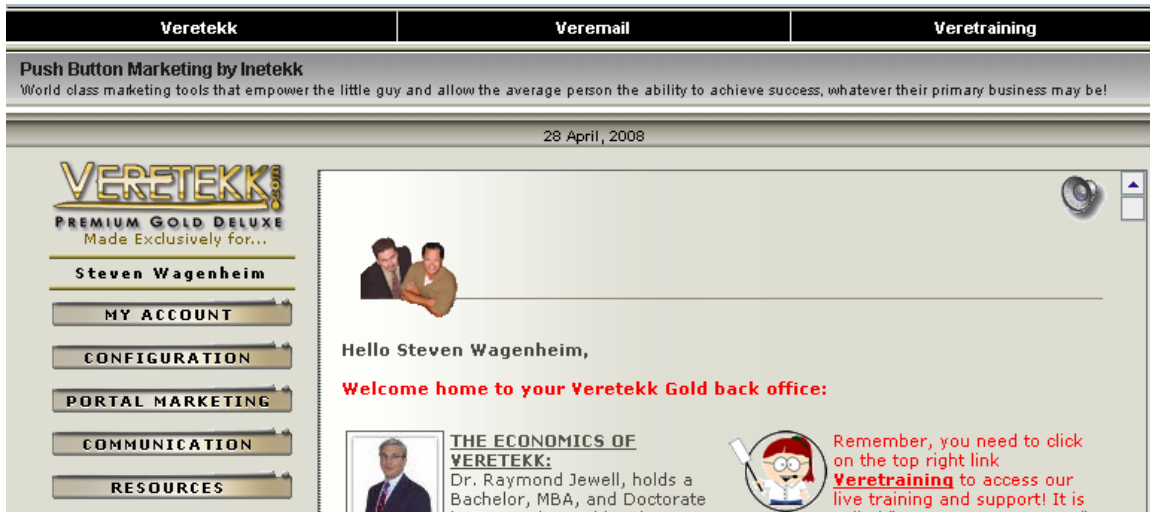 Veretekk Veremail Veretraining
Push Button Marketing by Inetekk
World class marketing tools that empower the little guy and allow the average person the ability to achieve success, whatever their primary business may be!
28 April, 2008
VERETEKK.com
PREMIUM GOLD DELUXE
Made Exclusively for...
Steven Wagenheim
MY ACCOUNT
CONFIGURATION
PORTAL MARKETING
COMMUNICATION
RESOURCES
Hello Steven Wagenheim,
Welcome home to your Veretekk Gold back office:
THE ECONOMICS OF
VERETEKK:
Dr. Raymond Jewell, holds a
Bachelor, MBA, and Doctorate
Remember, you need to click
on the top right link
Veretraining to access our
live training and support! It is